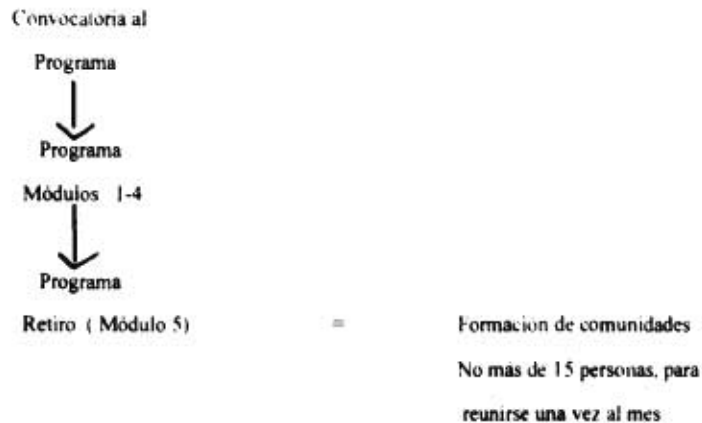 Convocatoria al
Programa
Programa
Módulos 1-4
Programa
Retiro ( Módulo 5) = Formación de comunidades
No más de 15 personas, para
reunirse una vez al mes